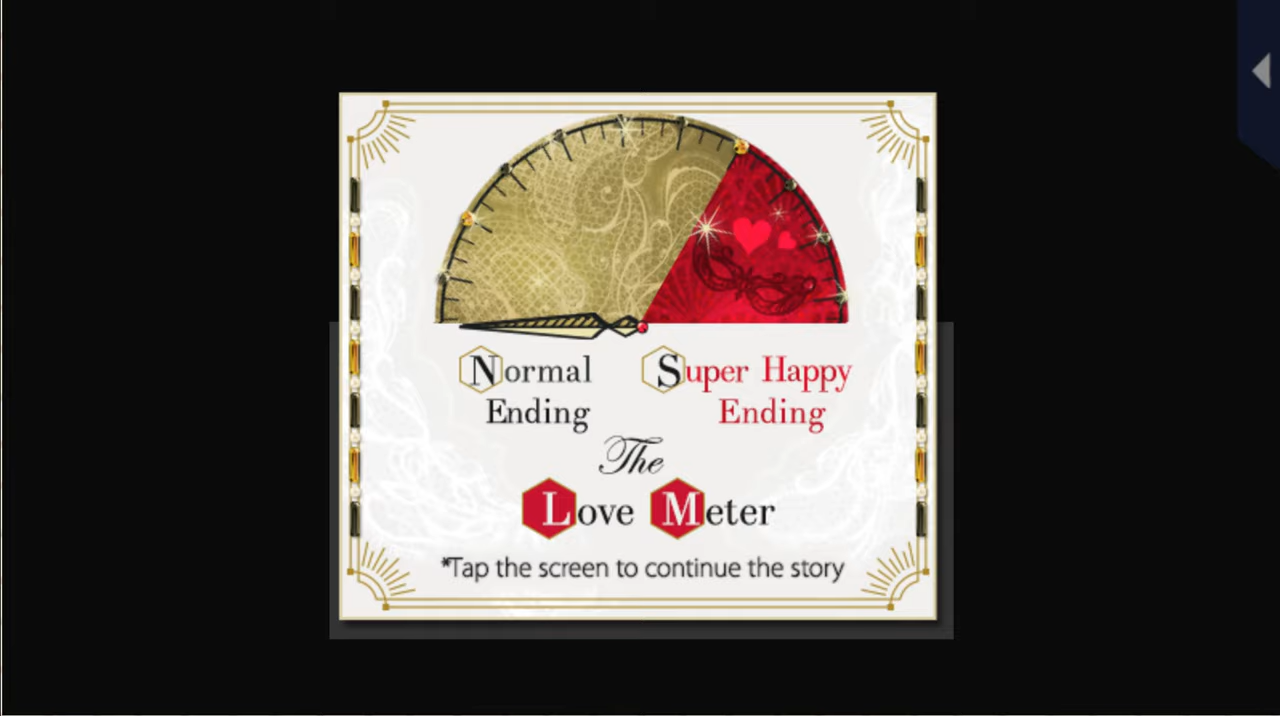 Normal Super Happy
Ending Ending
The
Love Meter
*Tap the screen to continue the story